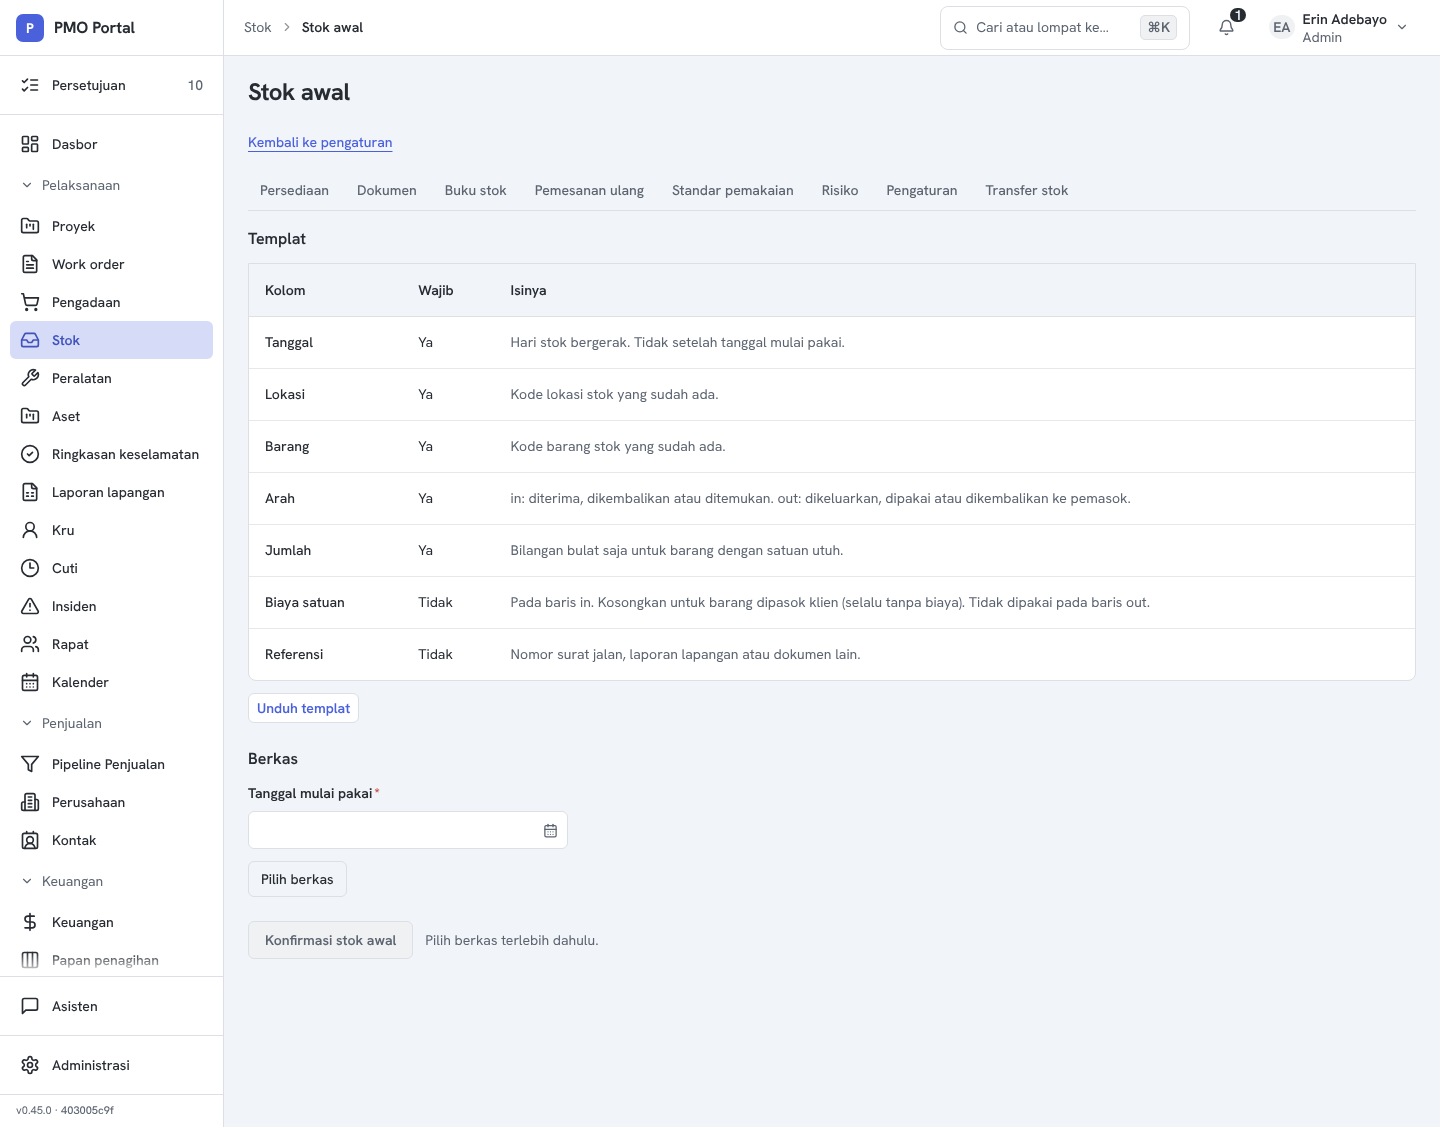 P PMO Portal
Stok > Stok awal
Cari atau lompat ke...
⌘K
1
EA
Erin Adebayo
Admin
Persetujuan 10
Dasbor
Pelaksanaan
Proyek
Work order
Pengadaan
Stok
Peralatan
Aset
Ringkasan keselamatan
Laporan lapangan
Kru
Cuti
Insiden
Rapat
Kalender
Penjualan
Pipeline Penjualan
Perusahaan
Kontak
Keuangan
Keuangan
Papan penagihan
Asisten
Administrasi
v0.45.0 · 403005c9f
Stok awal
Kembali ke pengaturan
Persediaan Dokumen Buku stok Pemesanan ulang Standar pemakaian Risiko Pengaturan Transfer stok
Templat
Kolom Wajib Isinya
Tanggal Ya Hari stok bergerak. Tidak setelah tanggal mulai pakai.
Lokasi Ya Kode lokasi stok yang sudah ada.
Barang Ya Kode barang stok yang sudah ada.
Arah Ya in: diterima, dikembalikan atau ditemukan. out: dikeluarkan, dipakai atau dikembalikan ke pemasok.
Jumlah Ya Bilangan bulat saja untuk barang dengan satuan utuh.
Biaya satuan Tidak Pada baris in. Kosongkan untuk barang dipasok klien (selalu tanpa biaya). Tidak dipakai pada baris out.
Referensi Tidak Nomor surat jalan, laporan lapangan atau dokumen lain.
Unduh templat
Berkas
Tanggal mulai pakai *
Pilih berkas
Konfirmasi stok awal Pilih berkas terlebih dahulu.